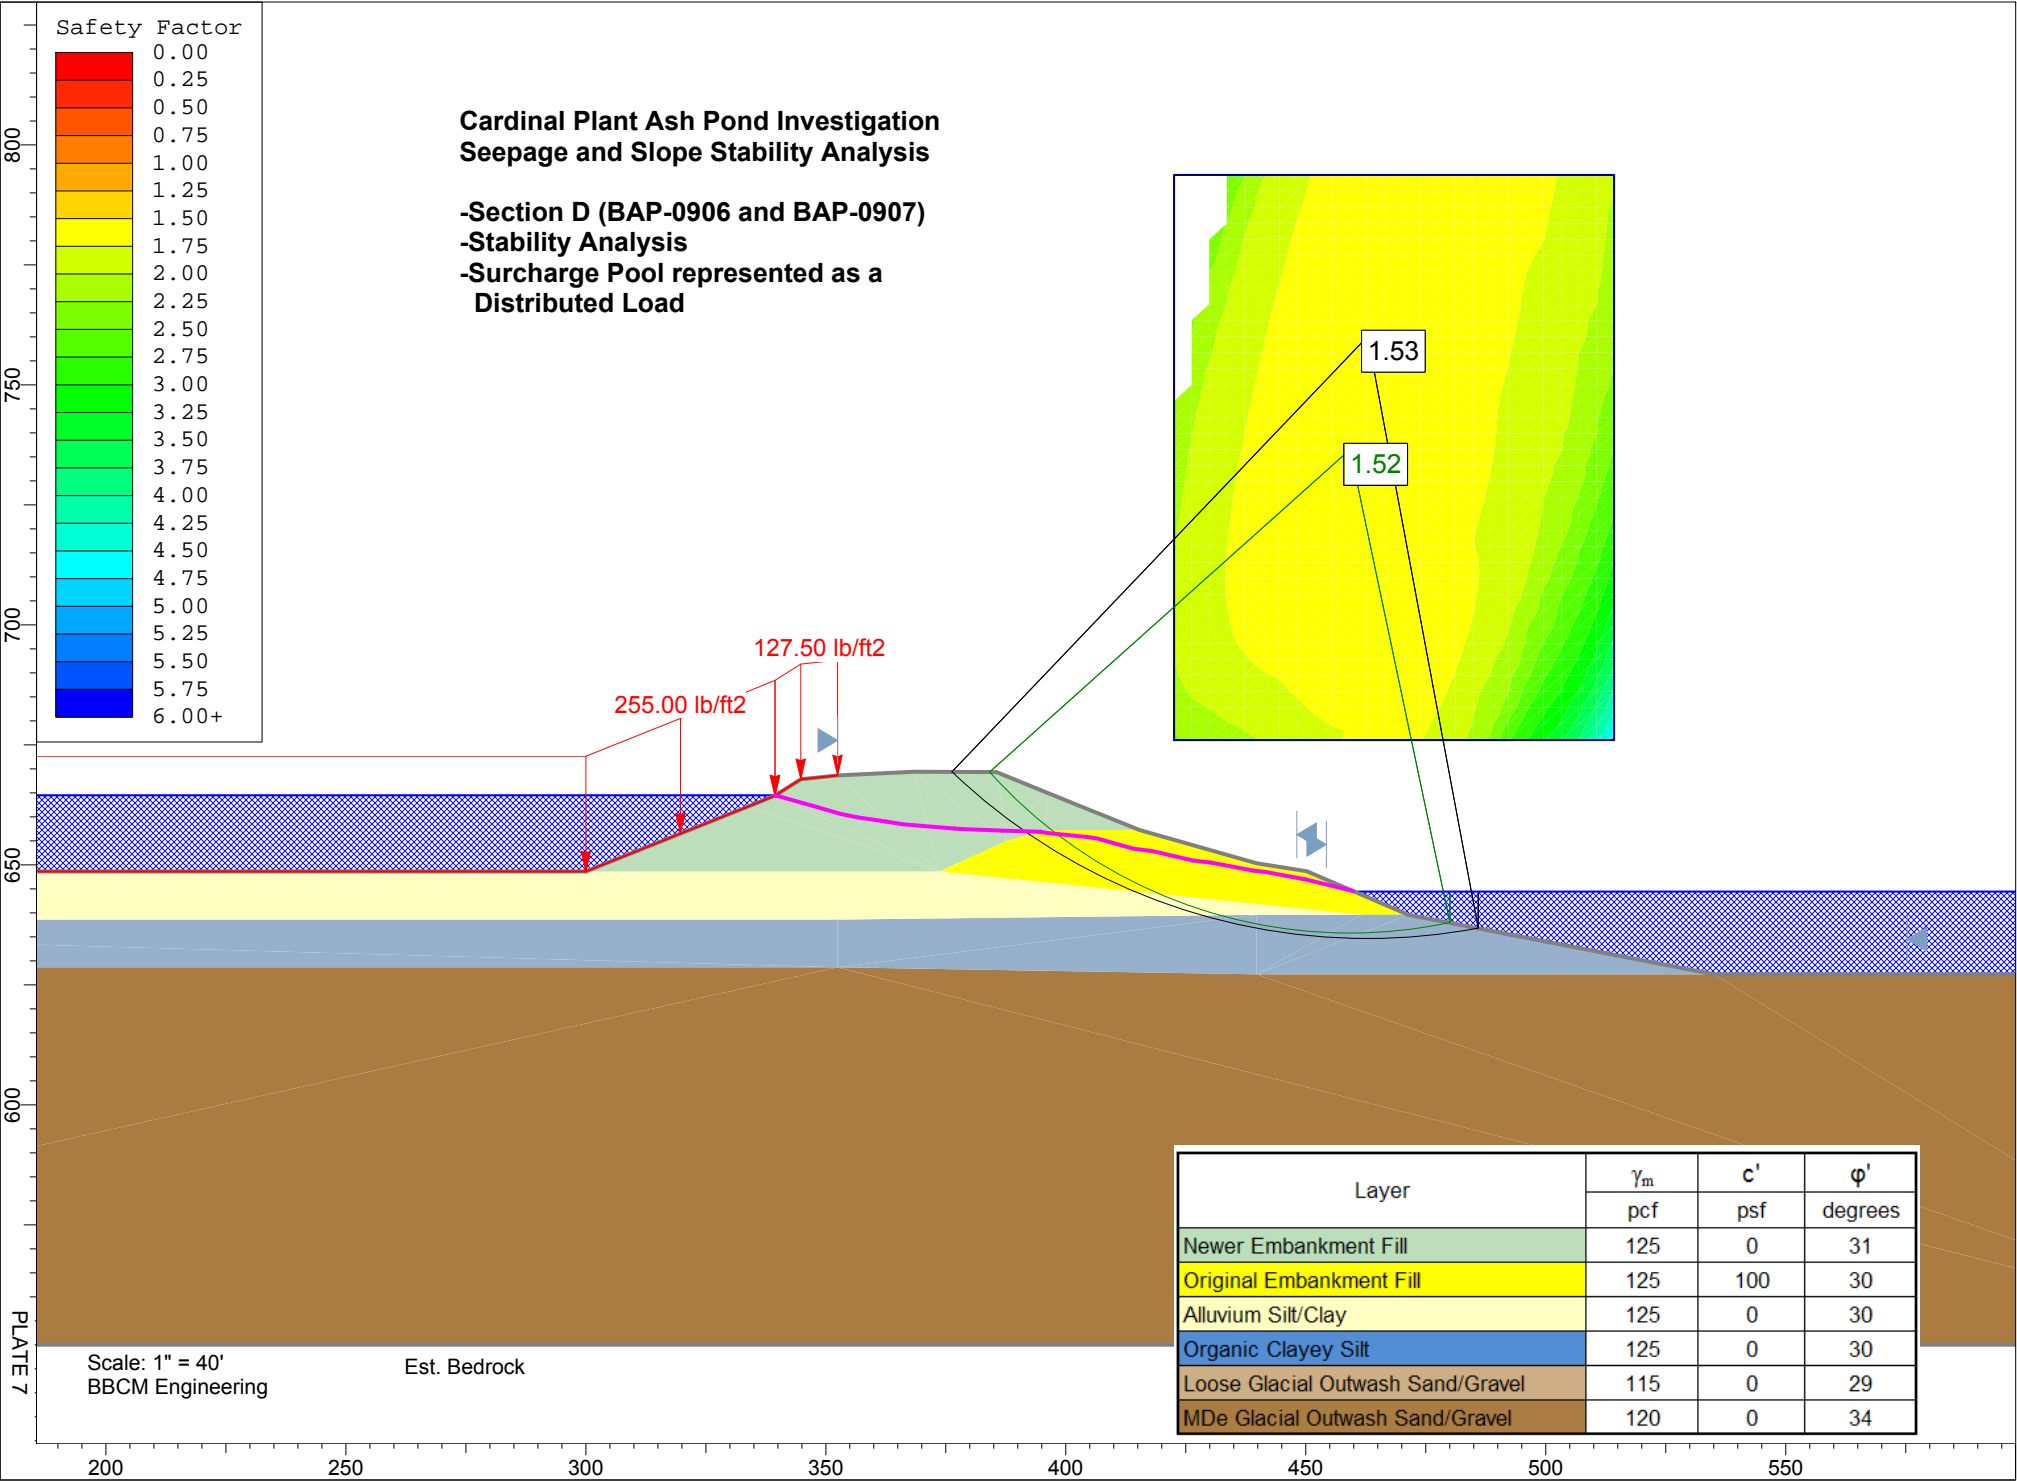 Safety Factor
0.00
0.25
0.50
0.75
1.00
1.25
1.50
1.75
2.00
2.25
2.50
2.75
3.00
3.25
3.50
3.75
4.00
4.25
4.50
4.75
5.00
5.25
5.50
5.75
6.00+
Cardinal Plant Ash Pond Investigation
Seepage and Slope Stability Analysis
-Section D (BAP-0906 and BAP-0907)
-Stability Analysis
-Surcharge Pool represented as a
Distributed Load
1.53
1.52
127.50 lb/ft2
255.00 lb/ft2
800
750
700
650
600
Layer γm c' φ'
pcf psf degrees
Newer Embankment Fill 125 0 31
Original Embankment Fill 125 100 30
Alluvium Silt/Clay 125 0 30
Organic Clayey Silt 125 0 30
Loose Glacial Outwash Sand/Gravel 115 0 29
MDe Glacial Outwash Sand/Gravel 120 0 34
PLATE 7
Scale: 1" = 40'
BBCM Engineering
Est. Bedrock
200 250 300 350 400 450 500 550